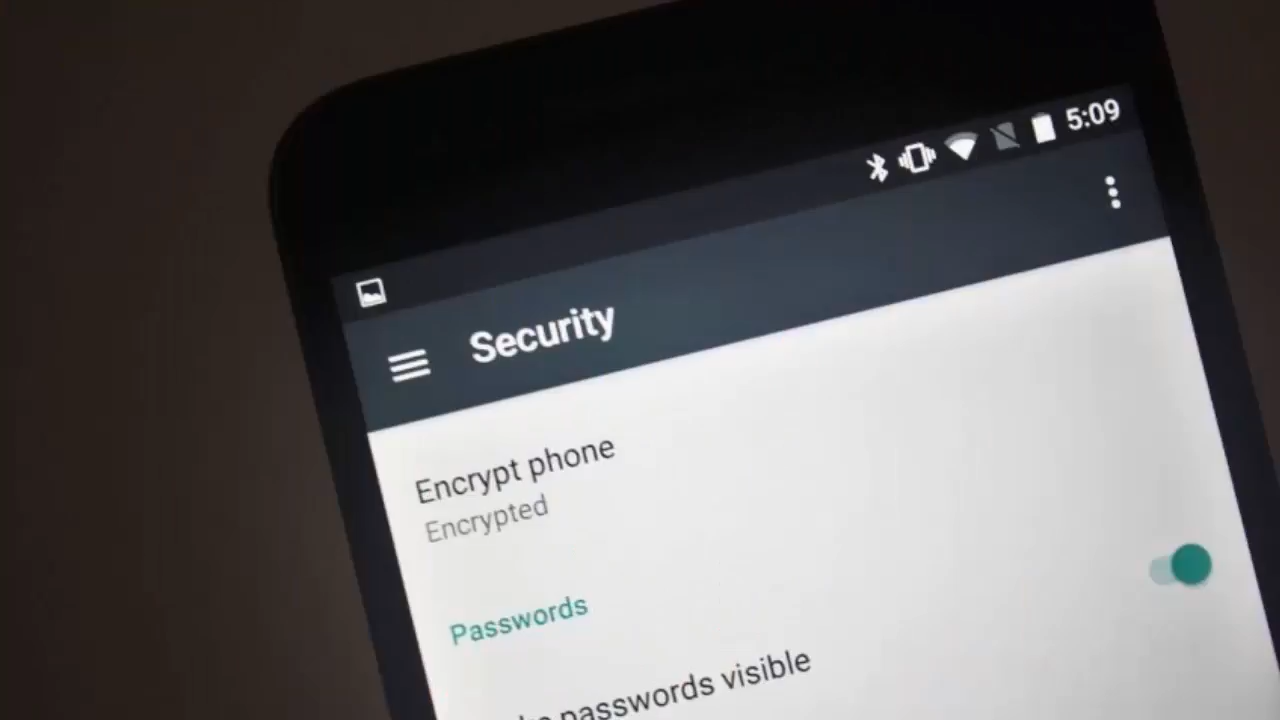 5:09
Security
Encrypt phone
Encrypted
Passwords
passwords visible